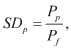 SD_p = P_p / P_f,